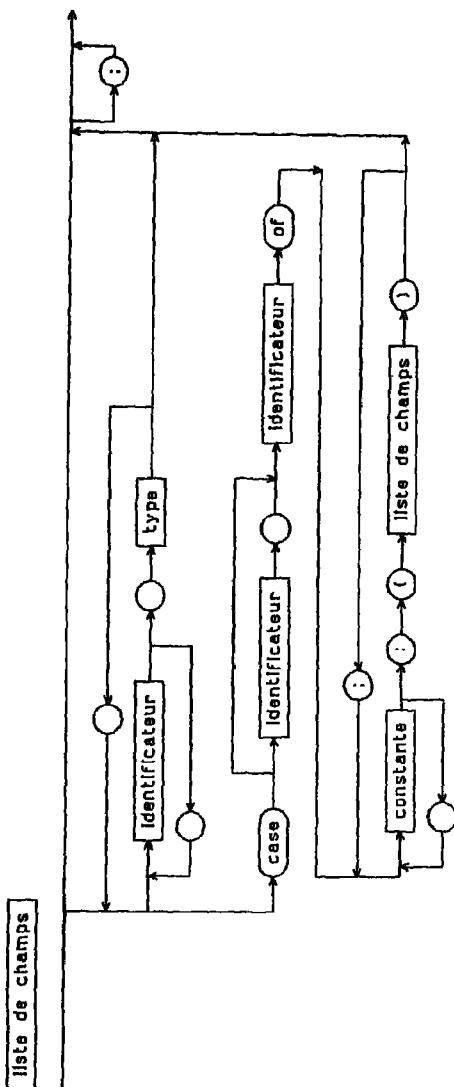 liste de champs
;
identificateur
type
case
identificateur
identificateur
of
;
constante
:
(
liste de champs
)